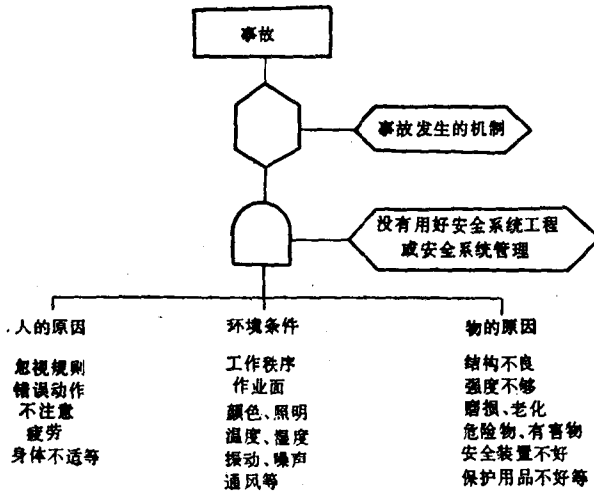 事故
事故发生的机制
没有用好安全系统工程
或安全系统管理
人的原因
忽视规则
错误动作
不注意
疲劳
身体不适等
环境条件
工作秩序
作业面
颜色、照明
温度、湿度
振动、噪声
通风等
物的原因
结构不良
强度不够
磨损、老化
危险物、有害物
安全装置不好
保护用品不好等